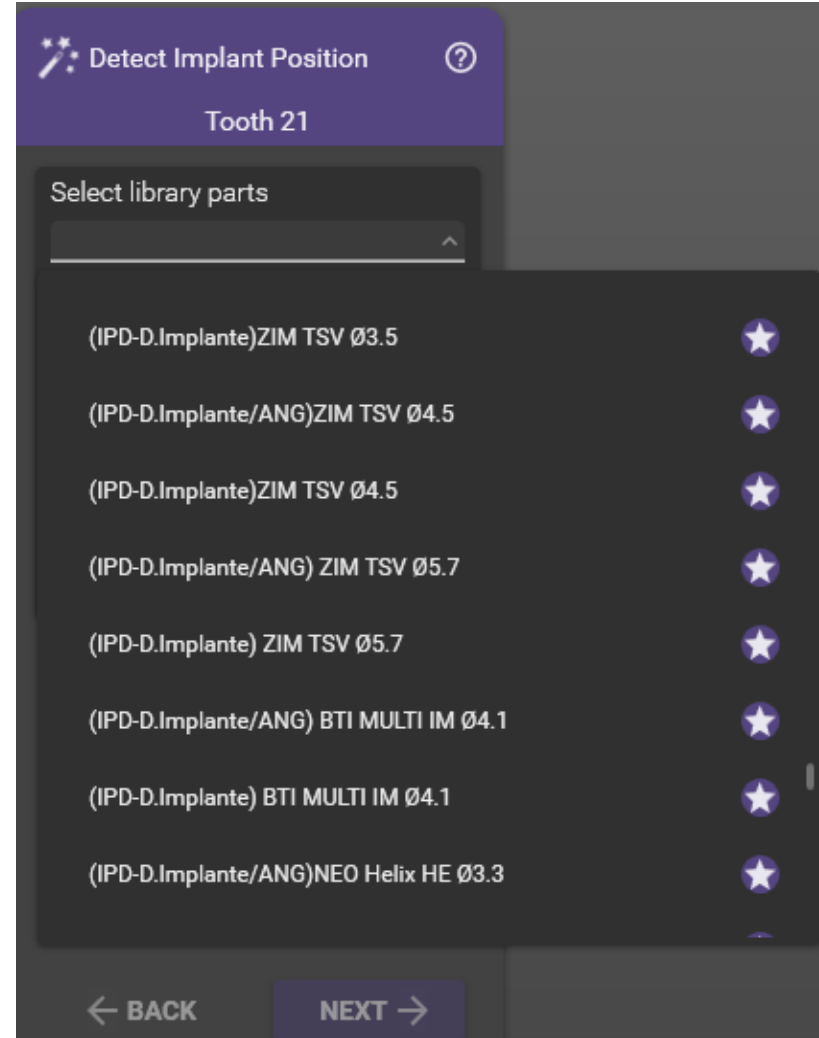 Detect Implant Position
Tooth 21
Select library parts
(IPD-D.Implante)ZIM TSV Ø3.5
(IPD-D.Implante/ANG)ZIM TSV Ø4.5
(IPD-D.Implante)ZIM TSV Ø4.5
(IPD-D.Implante/ANG) ZIM TSV Ø5.7
(IPD-D.Implante) ZIM TSV Ø5.7
(IPD-D.Implante/ANG) BTI MULTI IM Ø4.1
(IPD-D.Implante) BTI MULTI IM Ø4.1
(IPD-D.Implante/ANG)NEO Helix HE Ø3.3
BACK NEXT